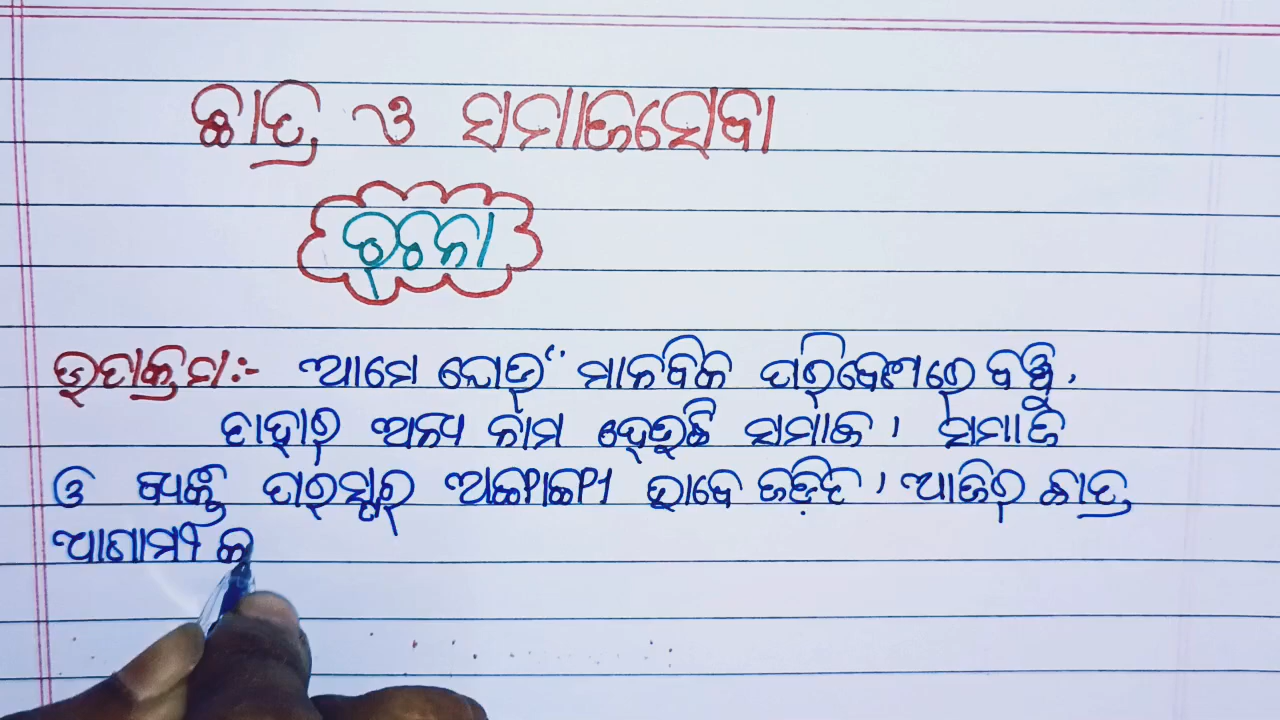 ଛାତ୍ର ଓ ସମାଜସେବା
ରଚନା
ଉପକ୍ରମ:- ଆମେ ଯେଉଁ ମାନବିକ ପରିବେଶରେ ବଞ୍ଚୁ,
ତାହାର ଅନ୍ୟ ନାମ ହେଉଛି ସମାଜ। ସମାଜ
ଓ ବ୍ୟକ୍ତି ପରସ୍ପର ଅଙ୍ଗାଙ୍ଗୀ ଭାବେ ଜଡ଼ିତ। ଆଜିର ଛାତ୍ର
ଆଗାମୀ କ